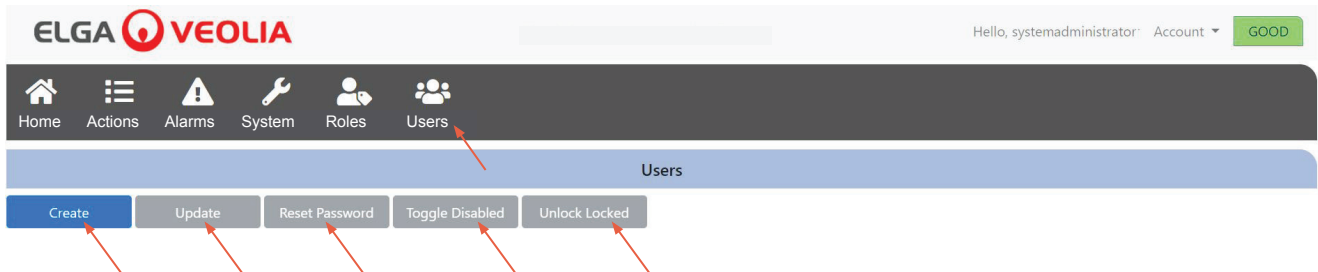 ELGA VEOLIA
Hello, systemadministrator Account GOOD
Home Actions Alarms System Roles Users
Users
Create Update Reset Password Toggle Disabled Unlock Locked